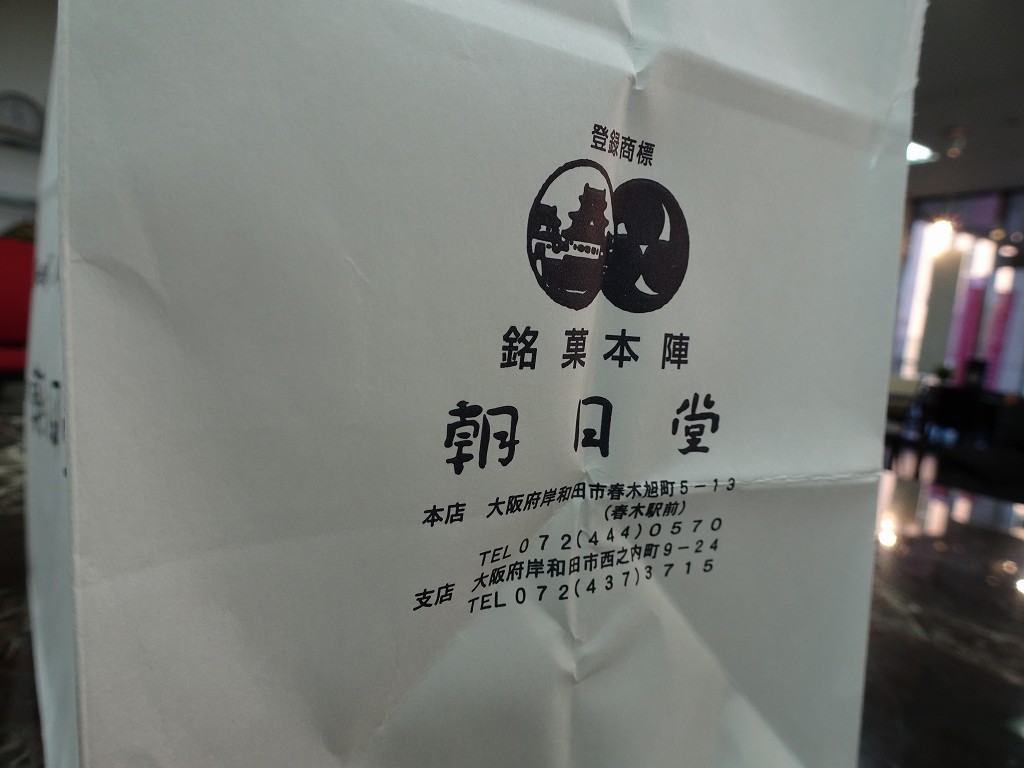 登録商標
銘菓本陣
朝日堂
本店 大阪府岸和田市春木旭町5-13
(春木駅前)
TEL072(444)0570
支店 大阪府岸和田市西之内町9-24
TEL072(437)3715